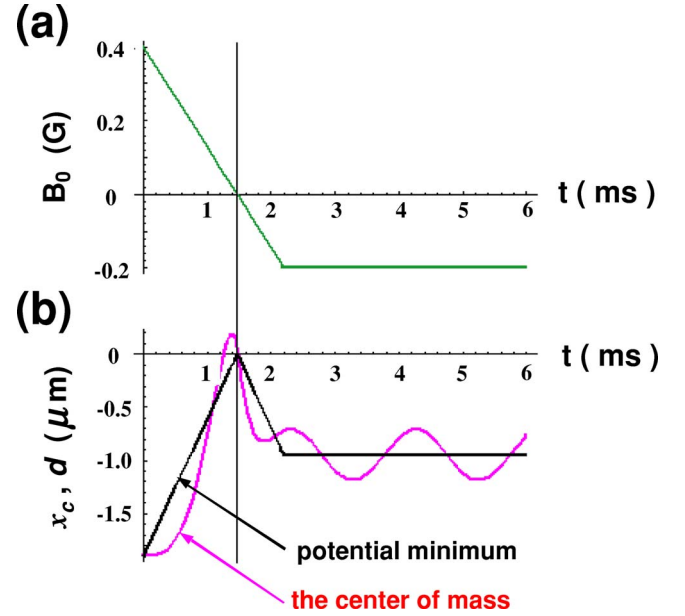 (a)
0.4
0.2
0
-0.2
B0 (G)
1 2 3 4 5 6
t ( ms )
(b)
0
-0.5
-1.0
-1.5
xc , d (μm)
1 2 3 4 5 6
t ( ms )
potential minimum
the center of mass